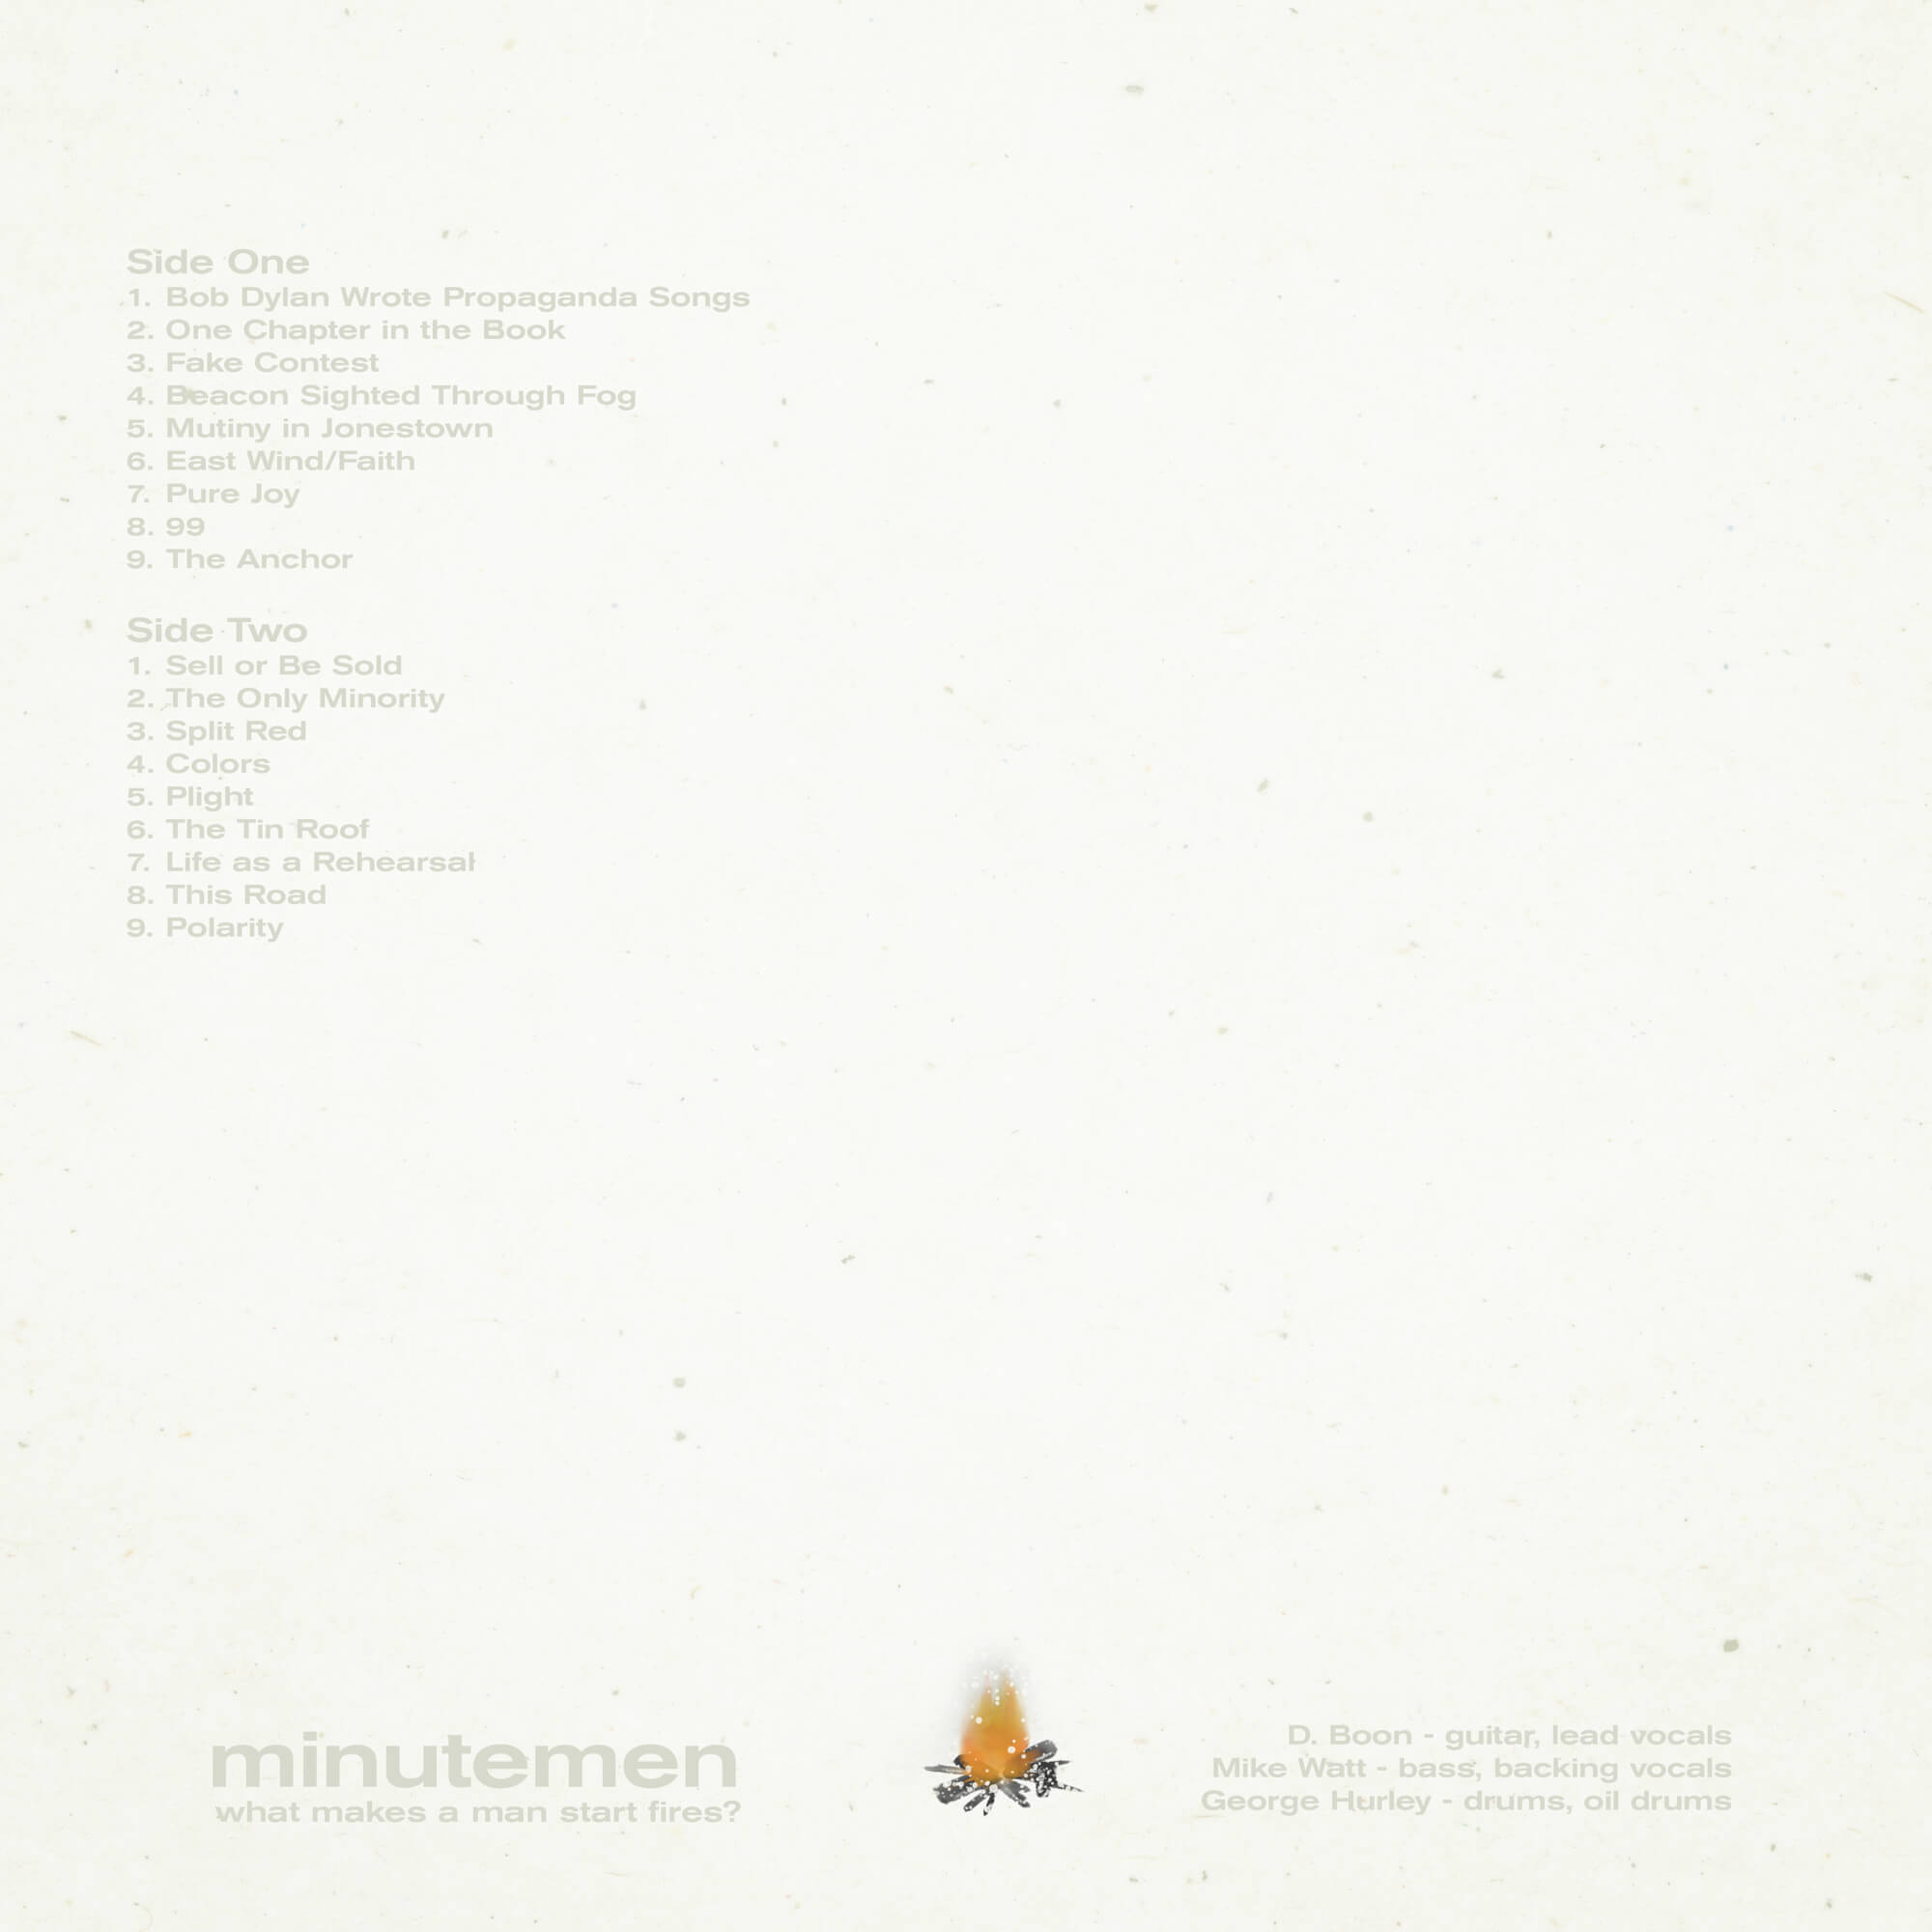 Side One
1. Bob Dylan Wrote Propaganda Songs
2. One Chapter in the Book
3. Fake Contest
4. Beacon Sighted Through Fog
5. Mutiny in Jonestown
6. East Wind/Faith
7. Pure Joy
8. 99
9. The Anchor
Side Two
1. Sell or Be Sold
2. The Only Minority
3. Split Red
4. Colors
5. Plight
6. The Tin Roof
7. Life as a Rehearsal
8. This Road
9. Polarity
minutemen
what makes a man start fires?
D. Boon - guitar, lead vocals
Mike Watt - bass, backing vocals
George Hurley - drums, oil drums